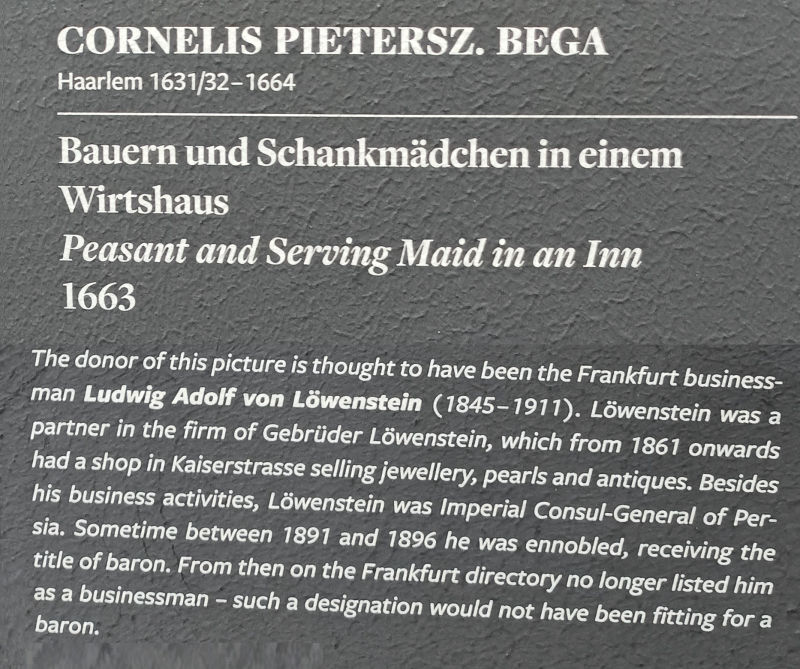 CORNELIS PIETERSZ. BEGA
Haarlem 1631/32–1664
Bauern und Schankmädchen in einem
Wirtshaus
Peasant and Serving Maid in an Inn
1663
The donor of this picture is thought to have been the Frankfurt business-
man Ludwig Adolf von Löwenstein (1845–1911). Löwenstein was a
partner in the firm of Gebrüder Löwenstein, which from 1861 onwards
had a shop in Kaiserstrasse selling jewellery, pearls and antiques. Besides
his business activities, Löwenstein was Imperial Consul-General of Per-
sia. Sometime between 1891 and 1896 he was ennobled, receiving the
title of baron. From then on the Frankfurt directory no longer listed him
as a businessman – such a designation would not have been fitting for a
baron.